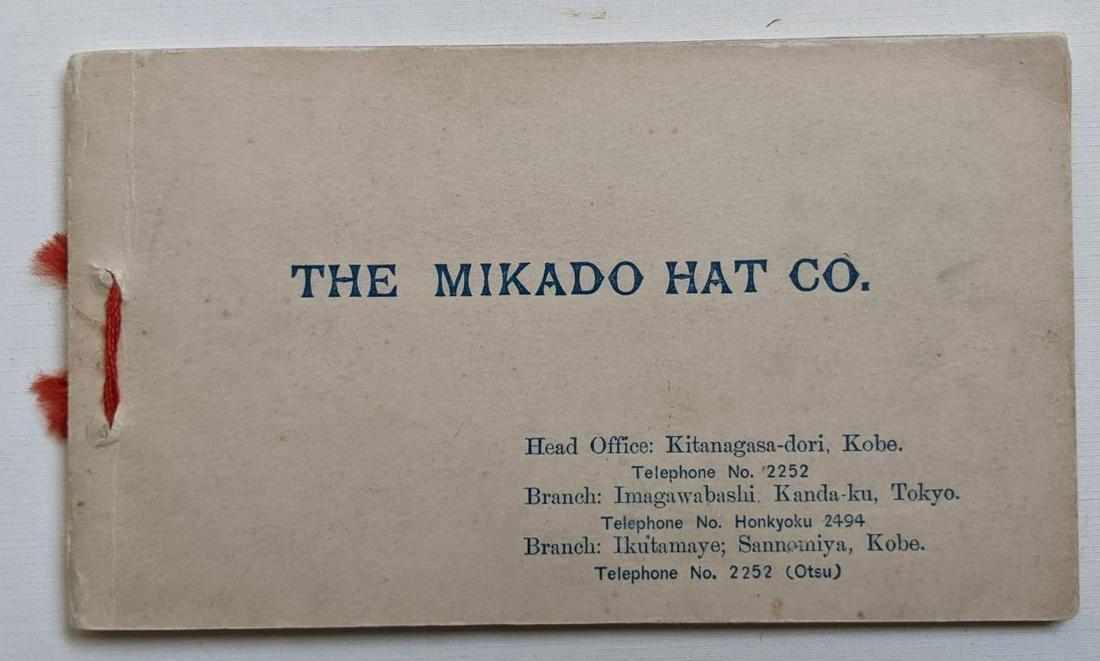 THE MIKADO HAT CO.
Head Office: Kitanagasa-dori, Kobe.
Telephone No. 2252
Branch: Imagawabashi. Kanda-ku, Tokyo.
Telephone No. Honkyoku 2494
Branch: Ikutamaye; Sannomiya, Kobe.
Telephone No. 2252 (Otsu)